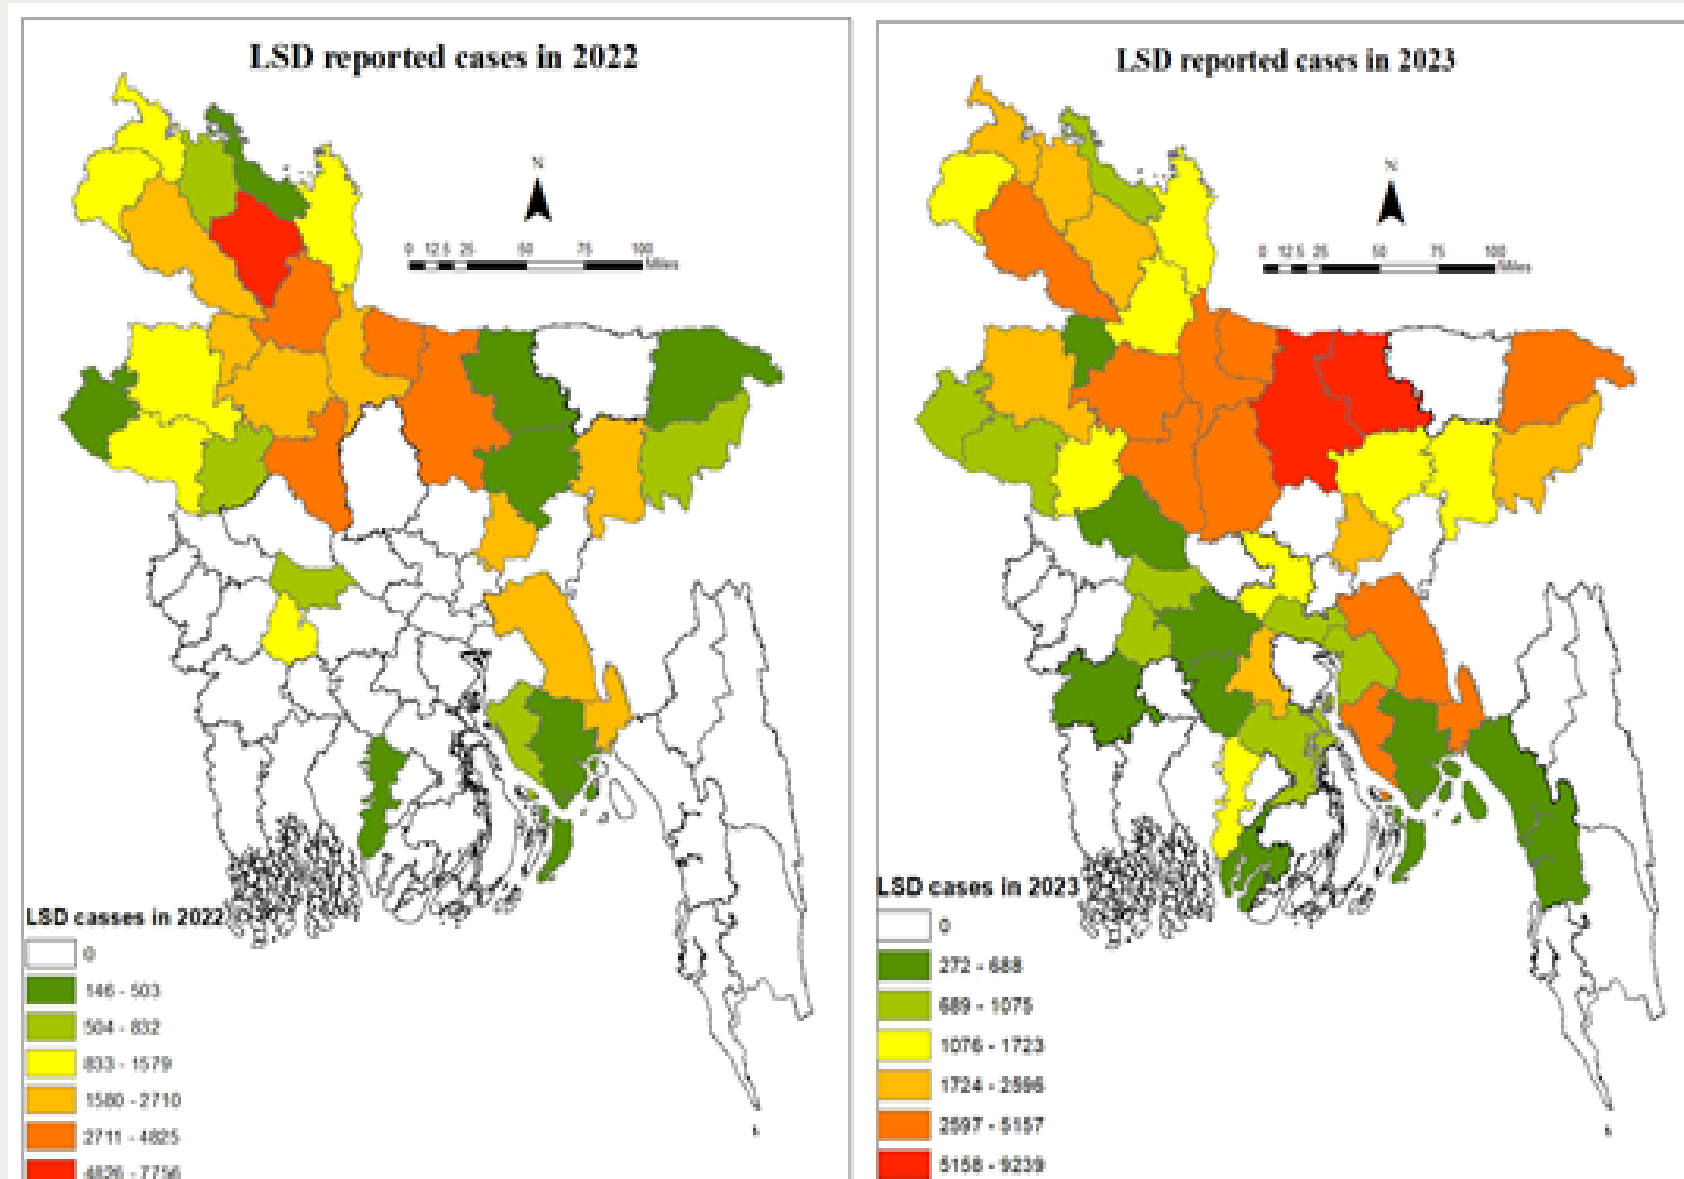 LSD reported cases in 2022
N
0 12.5 25 50 75 100
Miles
LSD casses in 2022
0
146 - 503
504 - 832
833 - 1579
1580 - 2710
2711 - 4825
4826 - 7756
LSD reported cases in 2023
N
0 12.5 25 50 75 100
Miles
LSD cases in 2023
0
272 - 688
689 - 1075
1076 - 1723
1724 - 2596
2597 - 5157
5158 - 9239